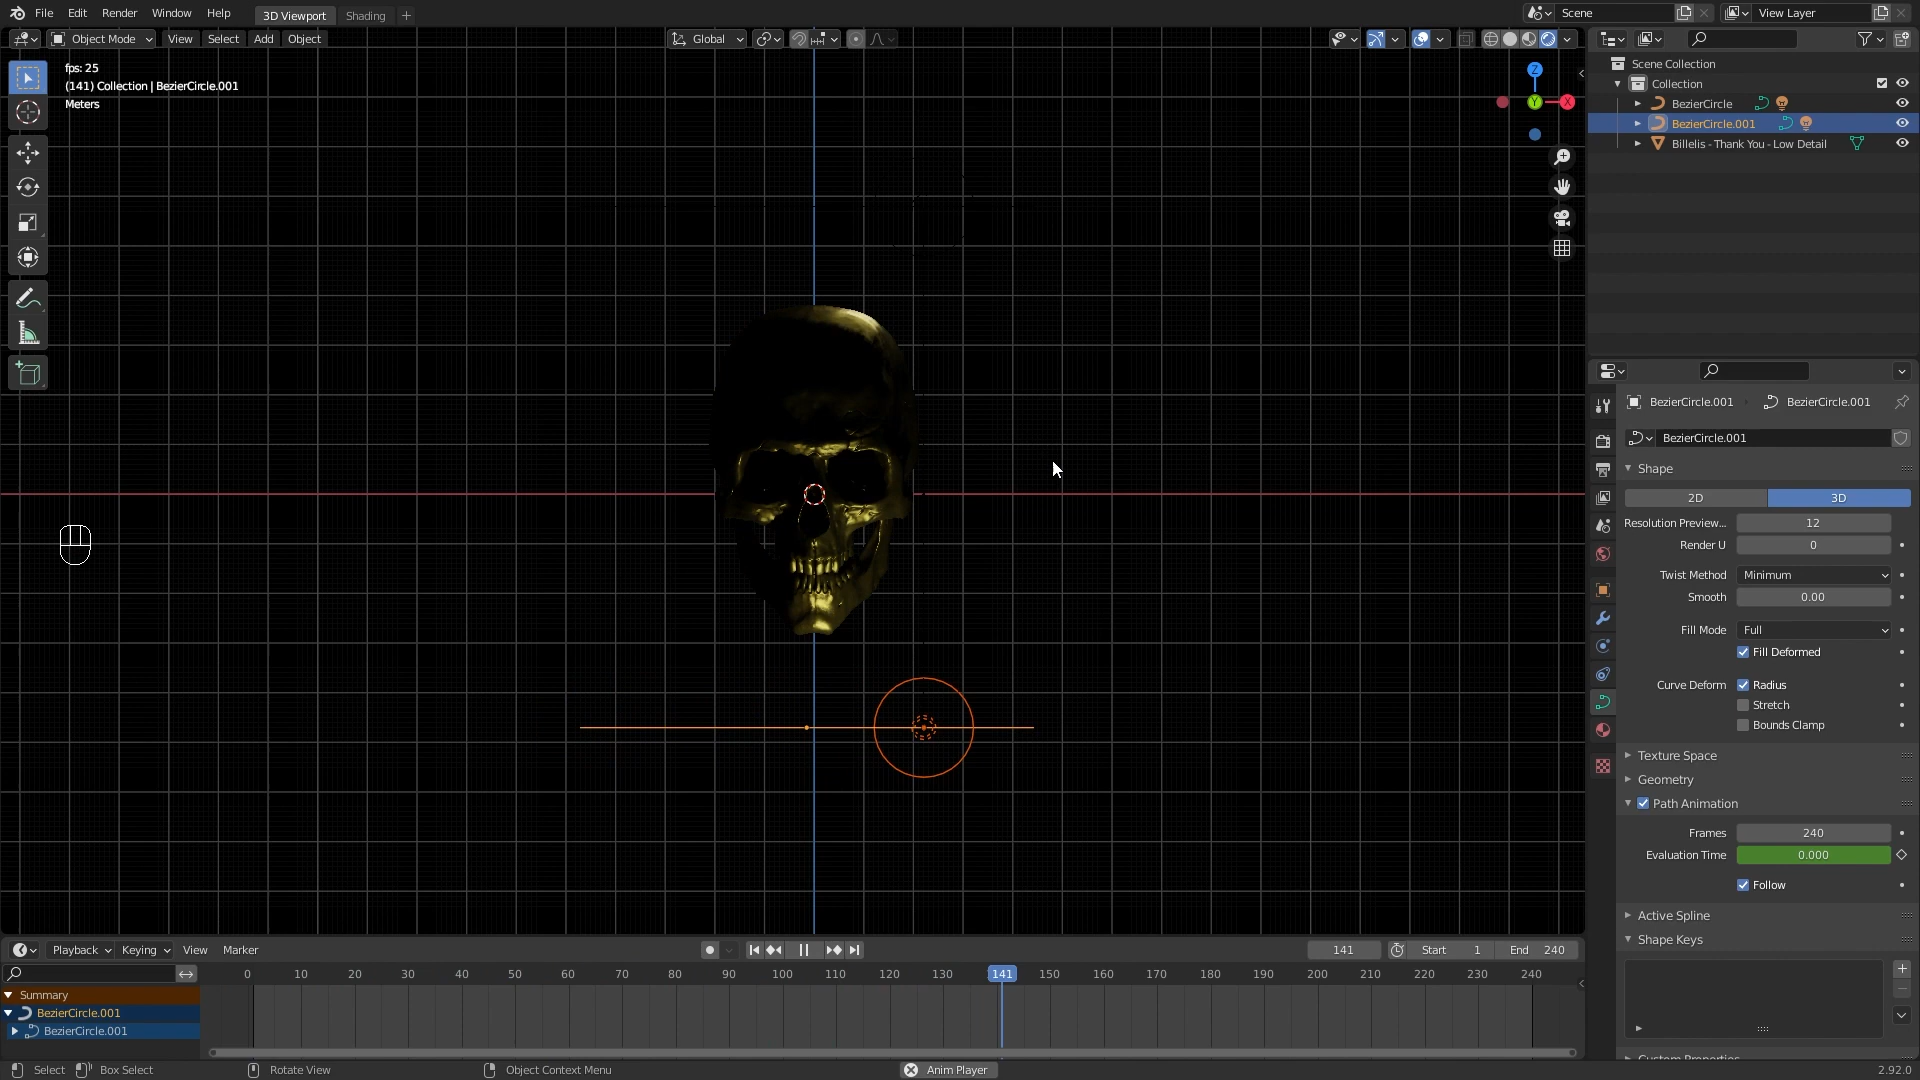 File Edit Render Window Help 3D Viewport Shading + Scene View Layer
Object Mode View Select Add Object Global
fps: 25
(141) Collection | BezierCircle.001
Meters
Z
Y
X
Scene Collection
Collection
BezierCircle
BezierCircle.001
Billelis - Thank You - Low Detail
BezierCircle.001 BezierCircle.001
BezierCircle.001
Shape
2D 3D
Resolution Preview... 12
Render U 0
Twist Method Minimum
Smooth 0.00
Fill Mode Full
Fill Deformed
Curve Deform Radius
Stretch
Bounds Clamp
Texture Space
Geometry
Path Animation
Frames 240
Evaluation Time 0.000
Follow
Active Spline
Shape Keys
Playback Keying View Marker 141 Start 1 End 240
0 10 20 30 40 50 60 70 80 90 100 110 120 130 141 150 160 170 180 190 200 210 220 230 240
Summary
BezierCircle.001
BezierCircle.001
Custom Properties
Select Box Select Rotate View Object Context Menu Anim Player 2.92.0